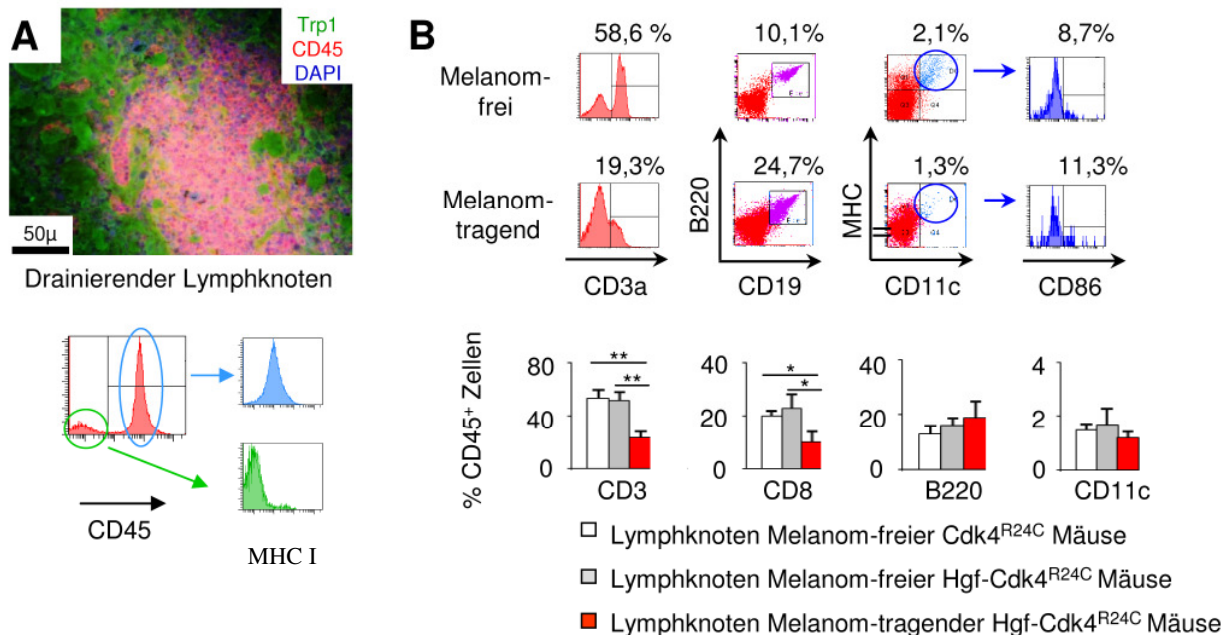 A
Trp1
CD45
DAPI
50µ
Drainierender Lymphknoten
CD45
MHC I
B
58,6 %
10,1%
2,1%
8,7%
Melanom-
frei
19,3%
24,7%
1,3%
11,3%
Melanom-
tragend
B220
MHC =
CD3a
CD19
CD11c
CD86
% CD45⁺ Zellen
80
40
0
**
**
CD3
40
20
0
*
*
CD8
40
20
0
B220
4
2
0
CD11c
Lymphknoten Melanom-freier Cdk4ᴿ²⁴ᶜ Mäuse
Lymphknoten Melanom-freier Hgf-Cdk4ᴿ²⁴ᶜ Mäuse
Lymphknoten Melanom-tragender Hgf-Cdk4ᴿ²⁴ᶜ Mäuse